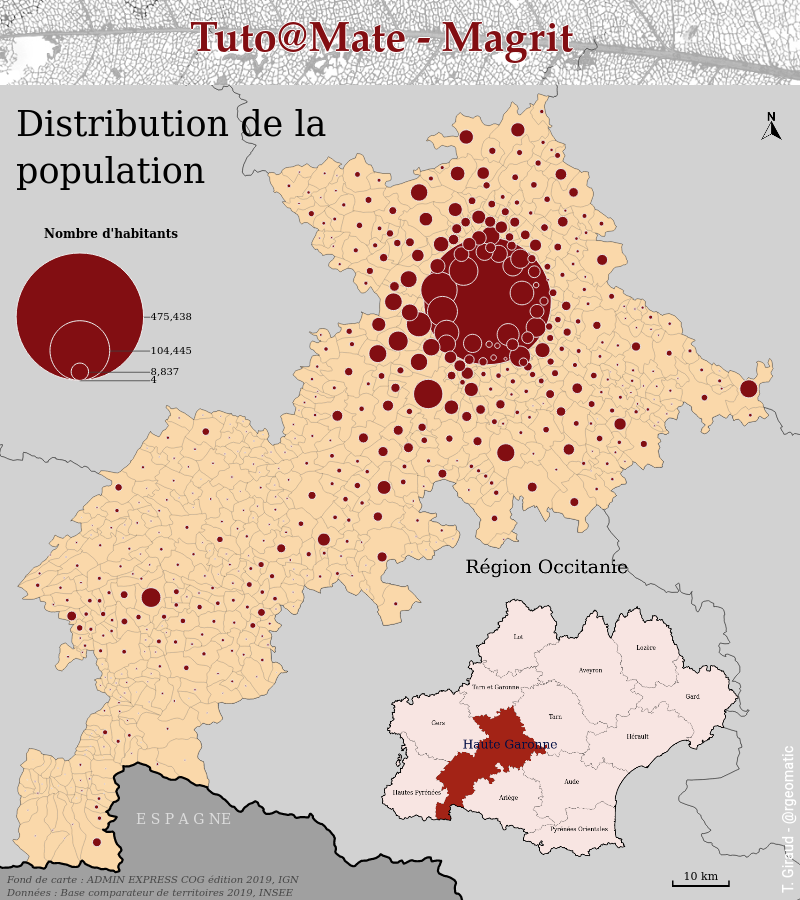 Tuto@Mate - Magrit
Distribution de la
population
N
Nombre d'habitants
475,438
104,445
8,837
4
Région Occitanie
Lot
Lozère
Aveyron
Tarn et Garonne
Gard
Gers
Tarn
Hérault
Haute Garonne
Aude
Hautes Pyrénées
Ariège
Pyrénées Orientales
ESPAGNE
10 km
T. Giraud - @rgeomatic
Fond de carte : ADMIN EXPRESS COG édition 2019, IGN
Données : Base comparateur de territoires 2019, INSEE